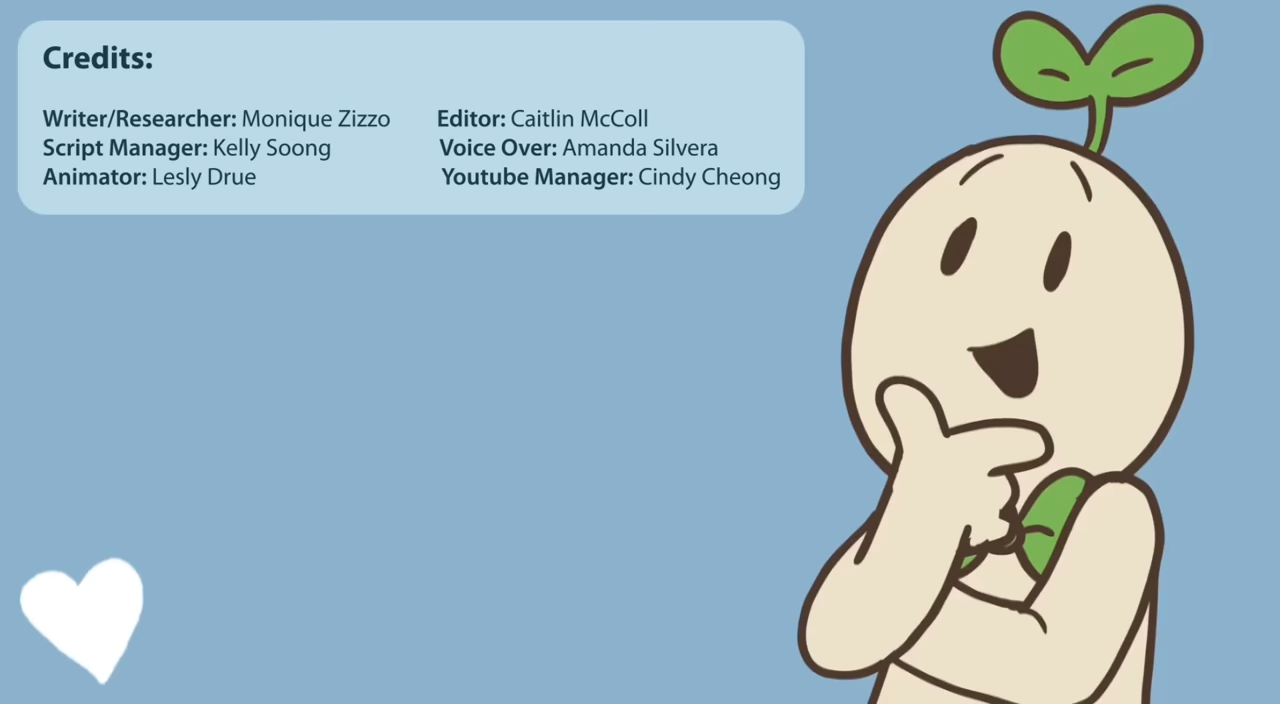 Credits:
Writer/Researcher: Monique Zizzo
Script Manager: Kelly Soong
Animator: Lesly Drue
Editor: Caitlin McColl
Voice Over: Amanda Silvera
Youtube Manager: Cindy Cheong